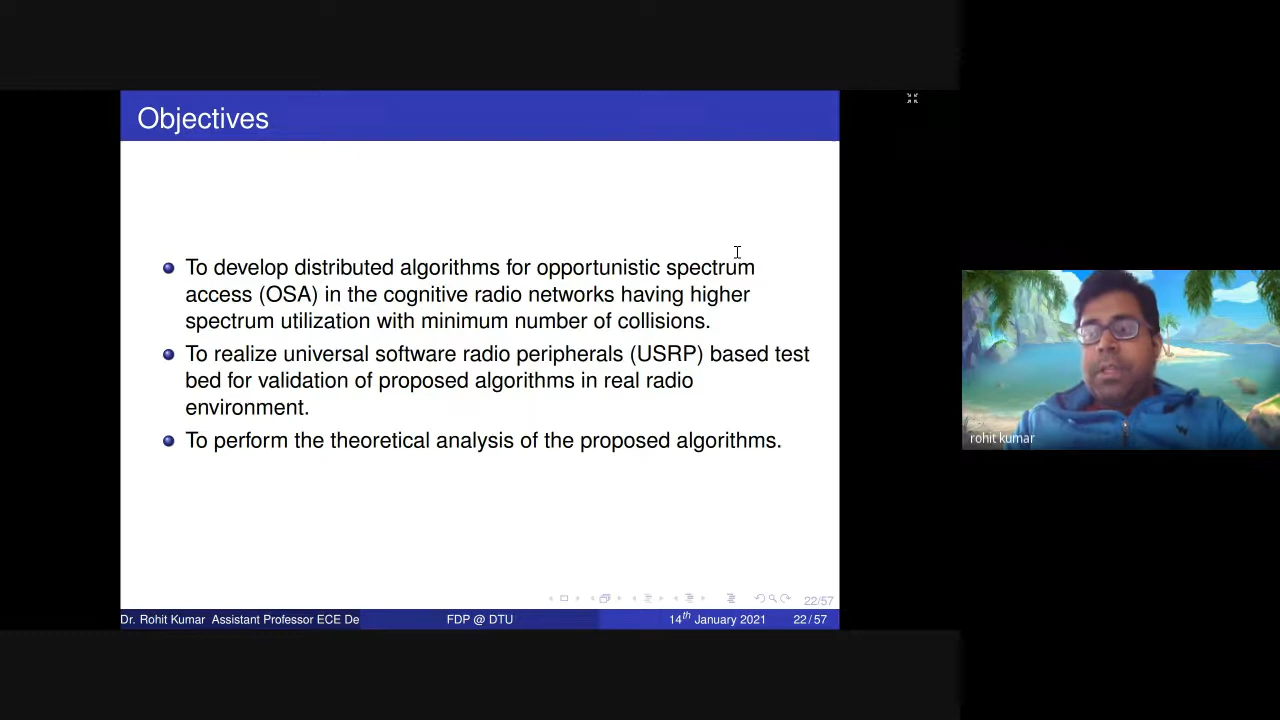 Objectives
To develop distributed algorithms for opportunistic spectrum
access (OSA) in the cognitive radio networks having higher
spectrum utilization with minimum number of collisions.
To realize universal software radio peripherals (USRP) based test
bed for validation of proposed algorithms in real radio
environment.
To perform the theoretical analysis of the proposed algorithms.
22/57
Dr. Rohit Kumar Assistant Professor ECE De FDP @ DTU 14th January 2021 22 / 57
rohit kumar